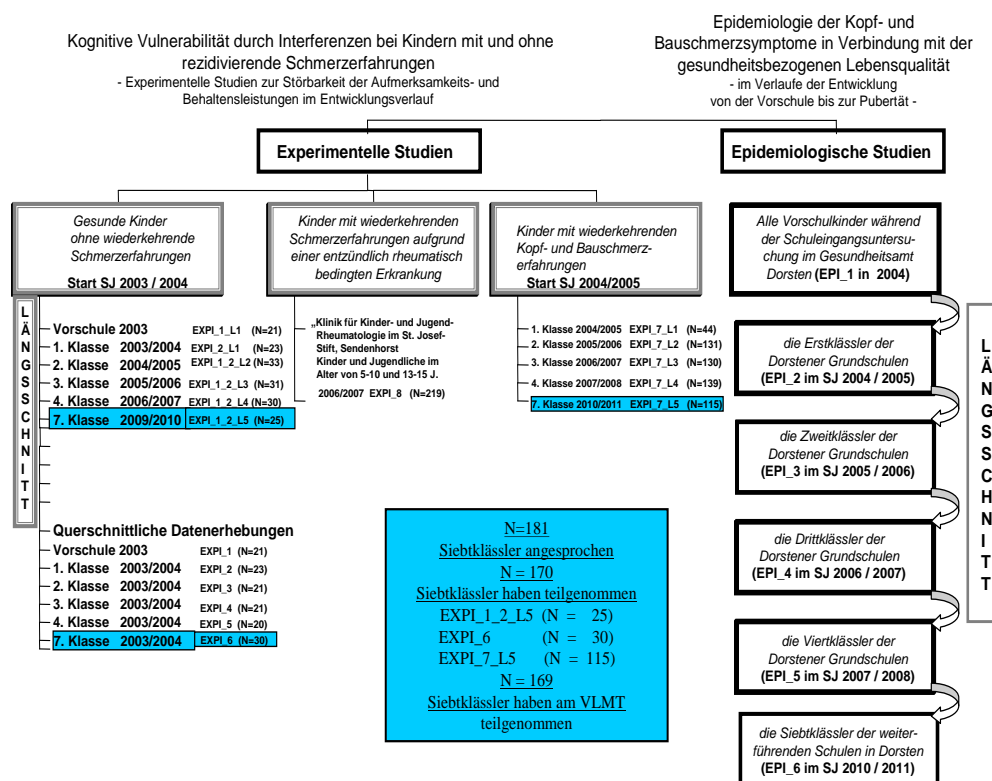 Kognitive Vulnerabilität durch Interferenzen bei Kindern mit und ohne
rezidivierende Schmerzerfahrungen
- Experimentelle Studien zur Störbarkeit der Aufmerksamkeits- und
Behaltensleistungen im Entwicklungsverlauf
Epidemiologie der Kopf- und
Bauschmerzsymptome in Verbindung mit der
gesundheitsbezogenen Lebensqualität
- im Verlaufe der Entwicklung
von der Vorschule bis zur Pubertät -
Experimentelle Studien
Epidemiologische Studien
Gesunde Kinder
ohne wiederkehrende
Schmerzerfahrungen
Start SJ 2003 / 2004
Kinder mit wiederkehrenden
Schmerzerfahrungen aufgrund
einer entzündlich rheumatisch
bedingten Erkrankung
Kinder mit wiederkehrenden
Kopf- und Bauschmerz-
erfahrungen
Start SJ 2004/2005
LÄNGSSCHNITT
Vorschule 2003 EXPI_1_L1 (N=21)
1. Klasse 2003/2004 EXPI_2_L1 (N=23)
2. Klasse 2004/2005 EXPI_1_2_L2 (N=33)
3. Klasse 2005/2006 EXPI_1_2_L3 (N=31)
4. Klasse 2006/2007 EXPI_1_2_L4 (N=30)
7. Klasse 2009/2010 EXPI_1_2_L5 (N=25)
Querschnittliche Datenerhebungen
Vorschule 2003 EXPI_1 (N=21)
1. Klasse 2003/2004 EXPI_2 (N=23)
2. Klasse 2003/2004 EXPI_3 (N=21)
3. Klasse 2003/2004 EXPI_4 (N=21)
4. Klasse 2003/2004 EXPI_5 (N=20)
7. Klasse 2003/2004 EXPI_6 (N=30)
„Klinik für Kinder- und Jugend-
Rheumatologie im St. Josef-
Stift, Sendenhorst
Kinder und Jugendliche im
Alter von 5-10 und 13-15 J.
2006/2007 EXPI_8 (N=219)
1. Klasse 2004/2005 EXPI_7_L1 (N=44)
2. Klasse 2005/06 EXPI_7_L2 (N=131)
3. Klasse 2006/2007 EXPI_7_L3 (N=130)
4. Klasse 2007/2008 EXPI_7_L4 (N=139)
7. Klasse 2010/2011 EXPI_7_L5 (N=115)
N=181
Siebtklässler angesprochen
N = 170
Siebtklässler haben teilgenommen
EXPI_1_2_L5 (N = 25)
EXPI_6 (N = 30)
EXPI_7_L5 (N = 115)
N = 169
Siebtklässler haben am VLMT
teilgenommen
Alle Vorschulkinder während
der Schuleingangsuntersu-
chung im Gesundheitsamt
Dorsten (EPI_1 in 2004)
die Erstklässler der
Dorstener Grundschulen
(EPI_2 im SJ 2004 / 2005)
die Zweitklässler der
Dorstener Grundschulen
(EPI_3 im SJ 2005 / 2006)
die Drittklässler der
Dorstener Grundschulen
(EPI_4 im SJ 2006 / 2007)
die Viertklässler der
Dorstener Grundschulen
(EPI_5 im SJ 2007 / 2008)
die Siebtklässler der weiter-
führenden Schulen in Dorsten
(EPI_6 im SJ 2010 / 2011)
LÄNGSSCHNITT